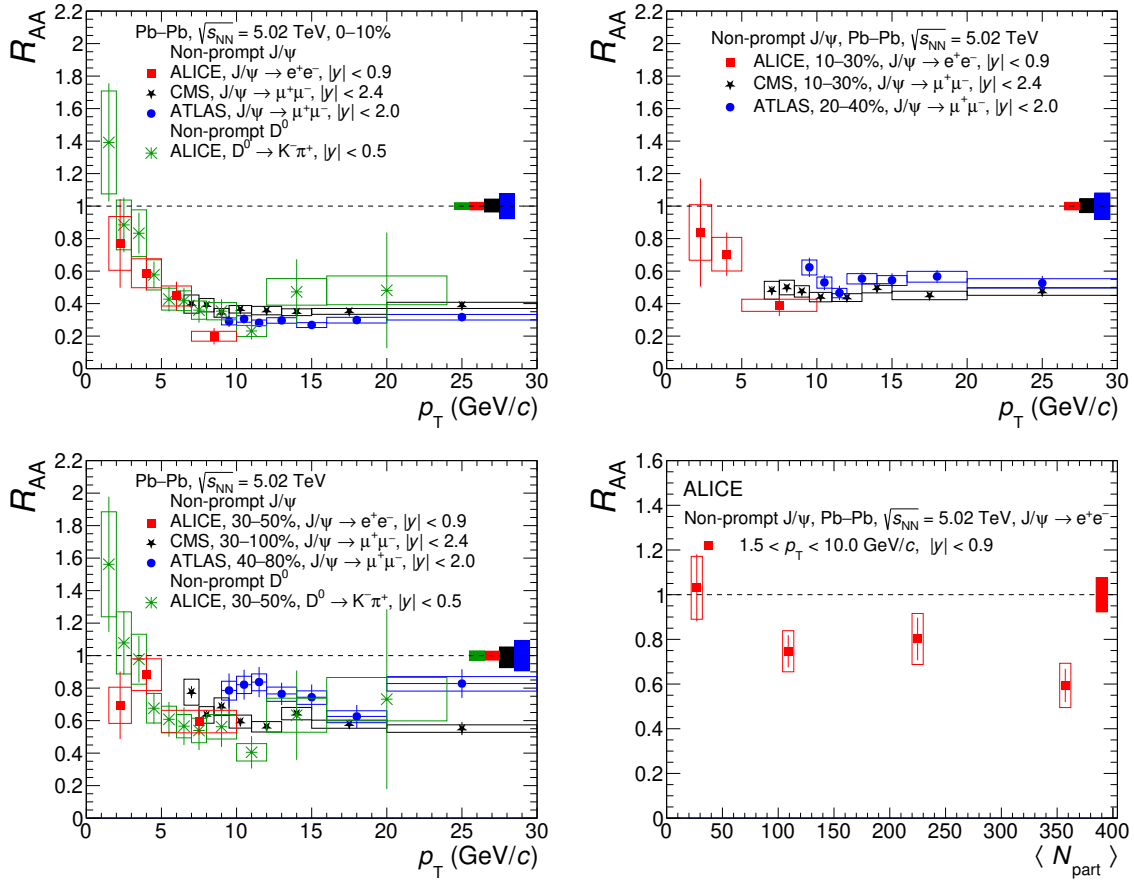 R_AA
Pb–Pb, √s_NN = 5.02 TeV, 0–10%
Non-prompt J/ψ
ALICE, J/ψ → e⁺e⁻, |y| < 0.9
CMS, J/ψ → μ⁺μ⁻, |y| < 2.4
ATLAS, J/ψ → μ⁺μ⁻, |y| < 2.0
Non-prompt D⁰
ALICE, D⁰ → K⁻π⁺, |y| < 0.5
2.2
2
1.8
1.6
1.4
1.2
1
0.8
0.6
0.4
0.2
0
0 5 10 15 20 25 30
p_T (GeV/c)
R_AA
Non-prompt J/ψ, Pb–Pb, √s_NN = 5.02 TeV
ALICE, 10–30%, J/ψ → e⁺e⁻, |y| < 0.9
CMS, 10–30%, J/ψ → μ⁺μ⁻, |y| < 2.4
ATLAS, 20–40%, J/ψ → μ⁺μ⁻, |y| < 2.0
2.2
2
1.8
1.6
1.4
1.2
1
0.8
0.6
0.4
0.2
0
0 5 10 15 20 25 30
p_T (GeV/c)
R_AA
Pb–Pb, √s_NN = 5.02 TeV
Non-prompt J/ψ
ALICE, 30–50%, J/ψ → e⁺e⁻, |y| < 0.9
CMS, 30–100%, J/ψ → μ⁺μ⁻, |y| < 2.4
ATLAS, 40–80%, J/ψ → μ⁺μ⁻, |y| < 2.0
Non-prompt D⁰
ALICE, 30–50%, D⁰ → K⁻π⁺, |y| < 0.5
2.2
2
1.8
1.6
1.4
1.2
1
0.8
0.6
0.4
0.2
0
0 5 10 15 20 25 30
p_T (GeV/c)
R_AA
ALICE
Non-prompt J/ψ, Pb–Pb, √s_NN = 5.02 TeV, J/ψ → e⁺e⁻
1.5 < p_T < 10.0 GeV/c, |y| < 0.9
1.6
1.4
1.2
1
0.8
0.6
0.4
0.2
0
0 50 100 150 200 250 300 350 400
⟨ N_part ⟩